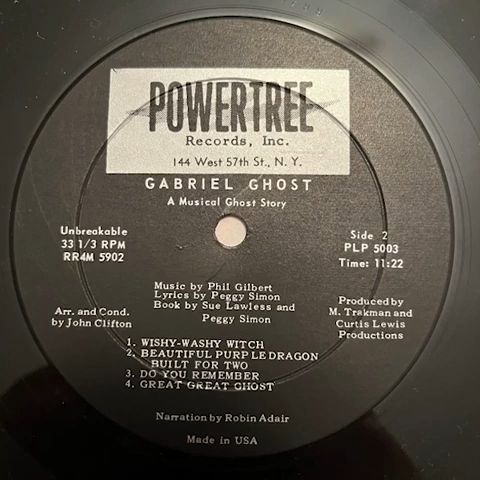 POWERTREE
Records, Inc.
144 West 57th St., N. Y.
GABRIEL GHOST
A Musical Ghost Story
Unbreakable
33 1/3 RPM
RR4M 5902
Side 2
PLP 5003
Time: 11:22
Music by Phil Gilbert
Lyrics by Peggy Simon
Book by Sue Lawless and
Peggy Simon
Arr. and Cond.
by John Clifton
Produced by
M. Trakman and
Curtis Lewis
Productions
1. WISHY-WASHY WITCH
2. BEAUTIFUL PURPLE DRAGON
BUILT FOR TWO
3. DO YOU REMEMBER
4. GREAT GREAT GHOST
Narration by Robin Adair
Made in USA